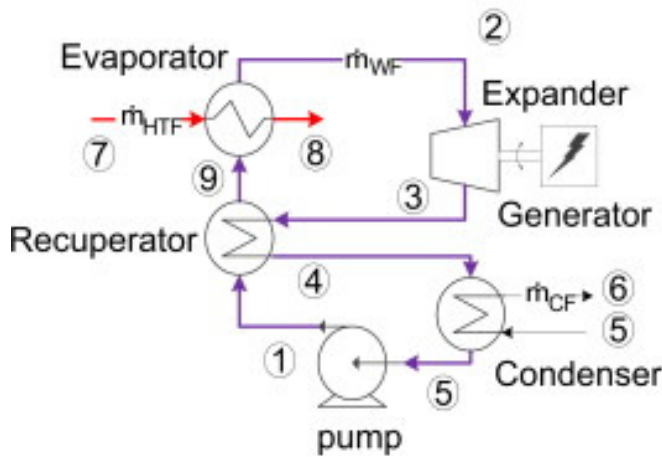 ②
Evaporator
ṁWF
Expander
ṁHTF
⑦
⑧
⑨
③
Generator
Recuperator
④
ṁCF
⑥
⑤
①
⑤
Condenser
pump